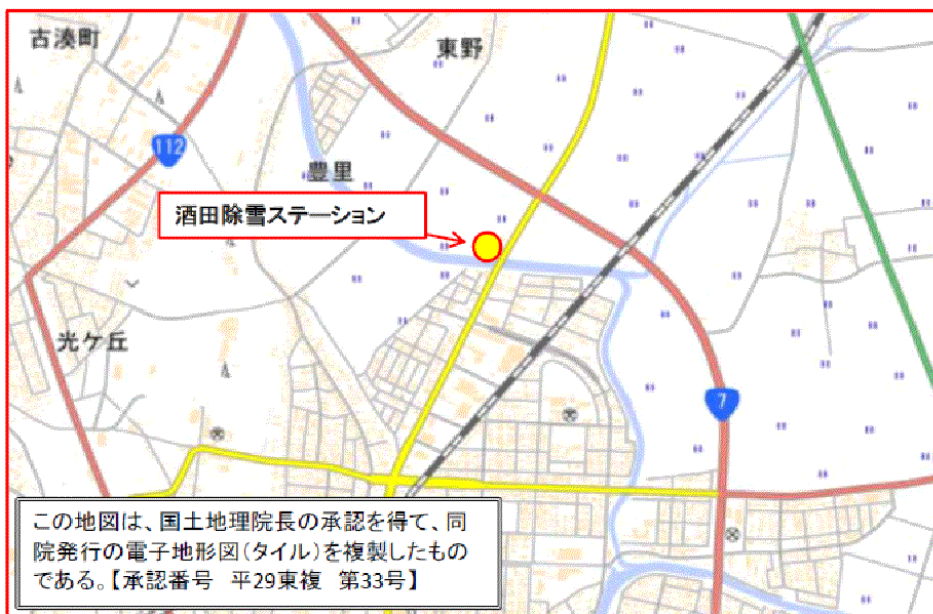 古湊町
東野
112
豊里
酒田除雪ステーション
光ケ丘
7
この地図は、国土地理院長の承認を得て、同
院発行の電子地形図(タイル)を複製したもの
である。【承認番号　平29東複　第33号】